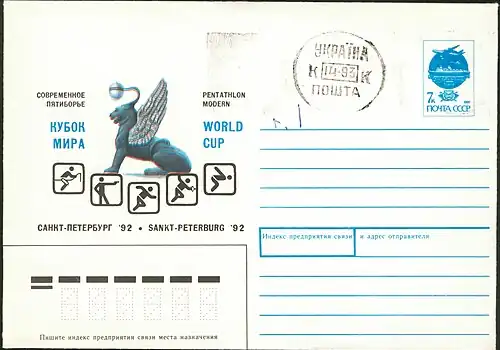 СОВРЕМЕННОЕ
ПЯТИБОРЬЕ
КУБОК
МИРА
PENTATHLON
MODERN
WORLD
CUP
САНКТ-ПЕТЕРБУРГ '92 • SANKT-PETERBURG '92
УКРАЇНА
К К
ПОШТА
7к
ПОЧТА СССР
Индекс предприятия связи и адрес отправителя
Пишите индекс предприятия связи места назначения